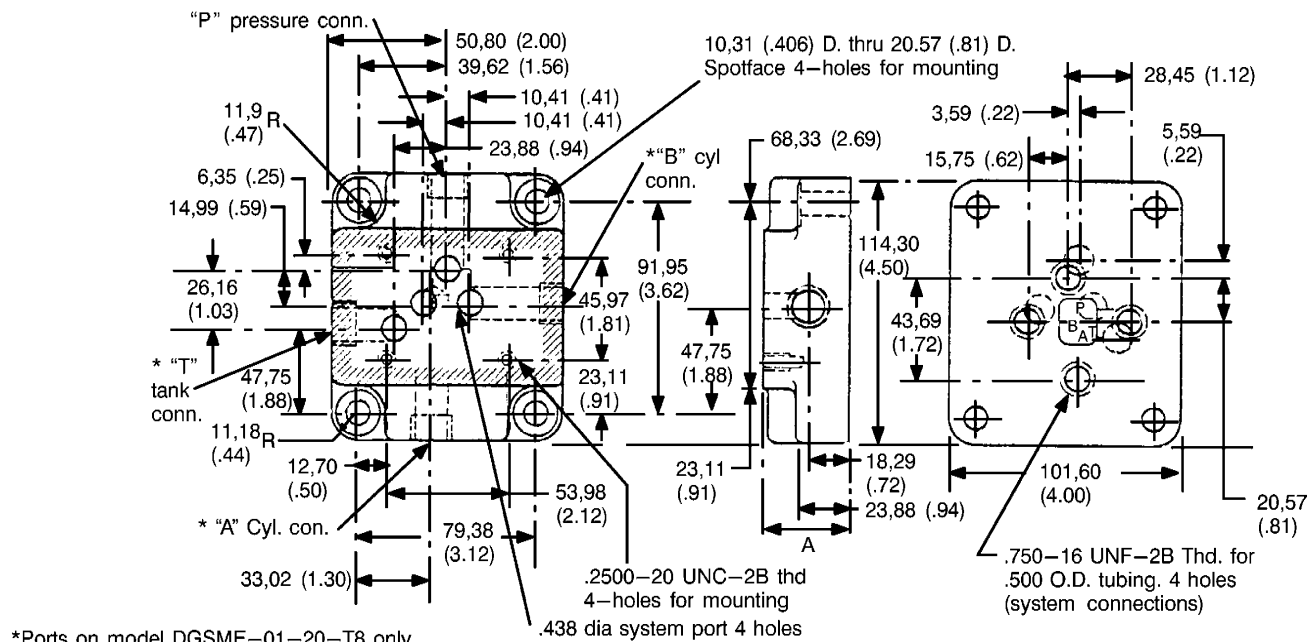 "P" pressure conn.
50,80 (2.00)
39,62 (1.56)
10,41 (.41)
10,41 (.41)
23,88 (.94)
11,9 R
(.47)
6,35 (.25)
14,99 (.59)
26,16
(1.03)
* "T"
tank
conn.
47,75
(1.88)
11,18 R
(.44)
12,70
(.50)
* "A" Cyl. con.
33,02 (1.30)
79,38
(3.12)
53,98
(2.12)
*"B" cyl
conn.
45,97
(1.81)
23,11
(.91)
91,95
(3.62)
.2500–20 UNC–2B thd
4–holes for mounting
.438 dia system port 4 holes
10,31 (.406) D. thru 20.57 (.81) D.
Spotface 4–holes for mounting
68,33 (2.69)
114,30
(4.50)
47,75
(1.88)
23,11
(.91)
18,29
(.72)
23,88 (.94)
A
28,45 (1.12)
3,59 (.22)
15,75 (.62)
5,59
(.22)
43,69
(1.72)
P
B
A
101,60
(4.00)
20,57
(.81)
.750–16 UNF–2B Thd. for
.500 O.D. tubing. 4 holes
(system connections)
*Ports on model DGSME–01–20–T8 only